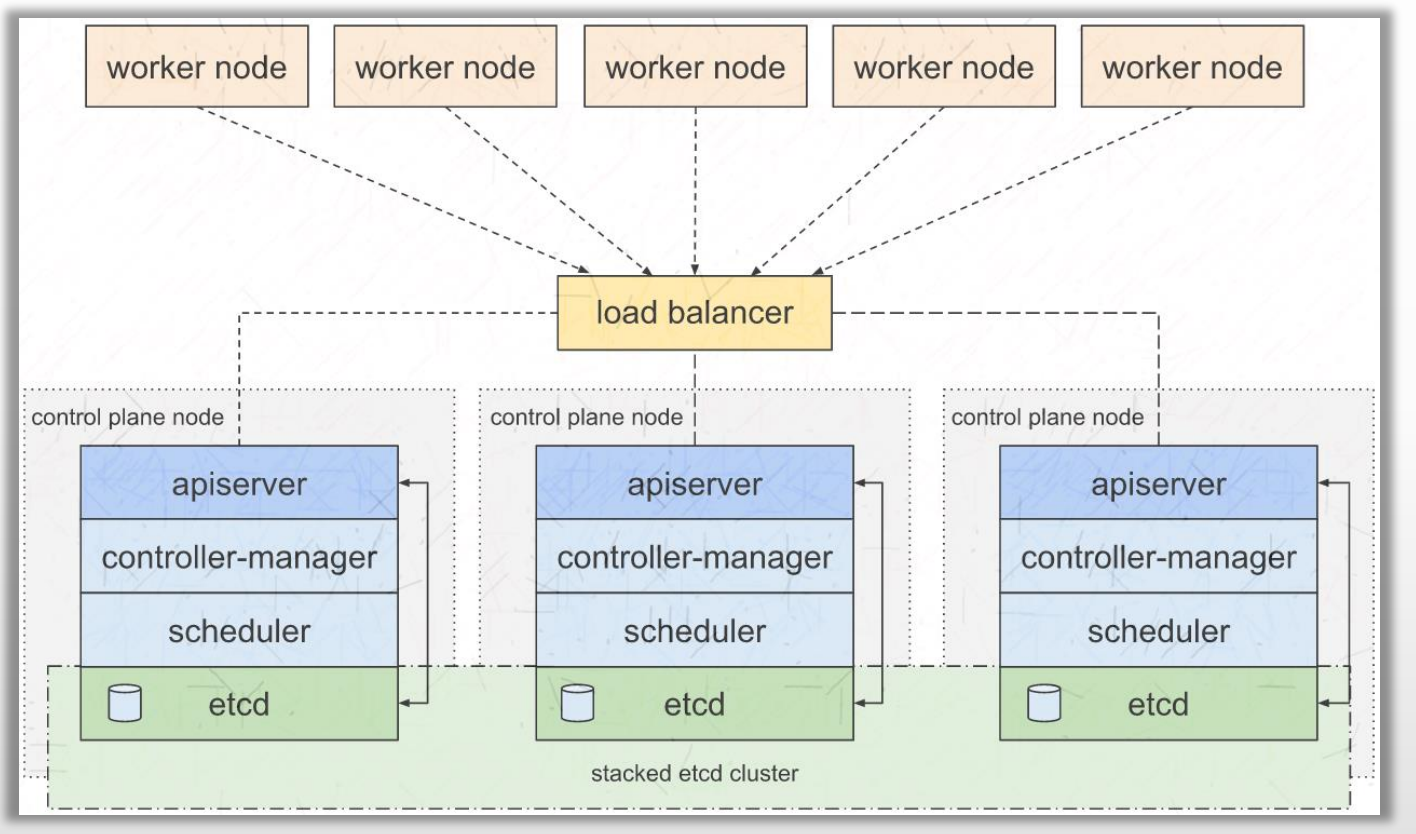 worker node
worker node
worker node
worker node
worker node
load balancer
control plane node
control plane node
control plane node
apiserver
apiserver
apiserver
controller-manager
controller-manager
controller-manager
scheduler
scheduler
scheduler
etcd
etcd
etcd
stacked etcd cluster